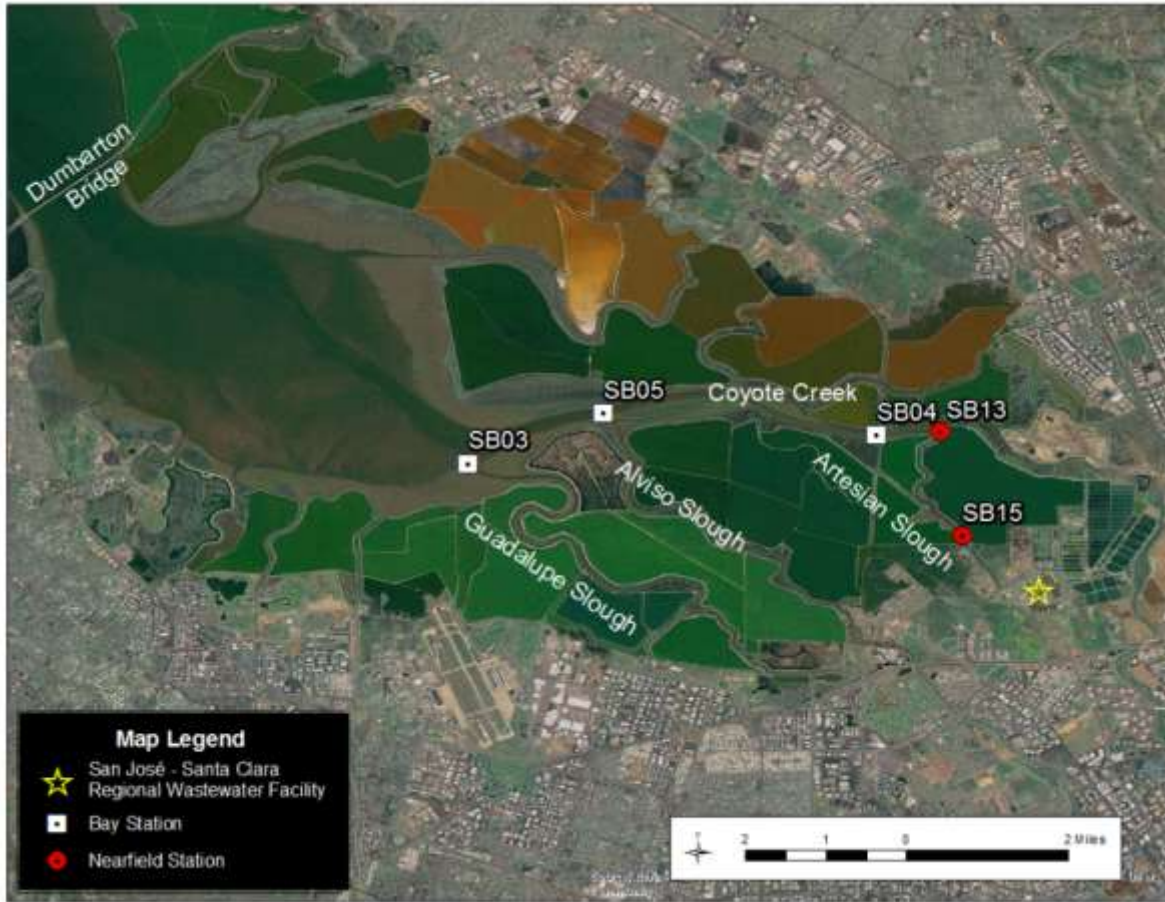 Dumbarton
Bridge
SB05
Coyote Creek
SB04
SB13
SB03
Alviso Slough
Artesian Slough
SB15
Guadalupe Slough
Map Legend
San José - Santa Clara
Regional Wastewater Facility
Bay Station
Nearfield Station
2 1 0 2 Miles